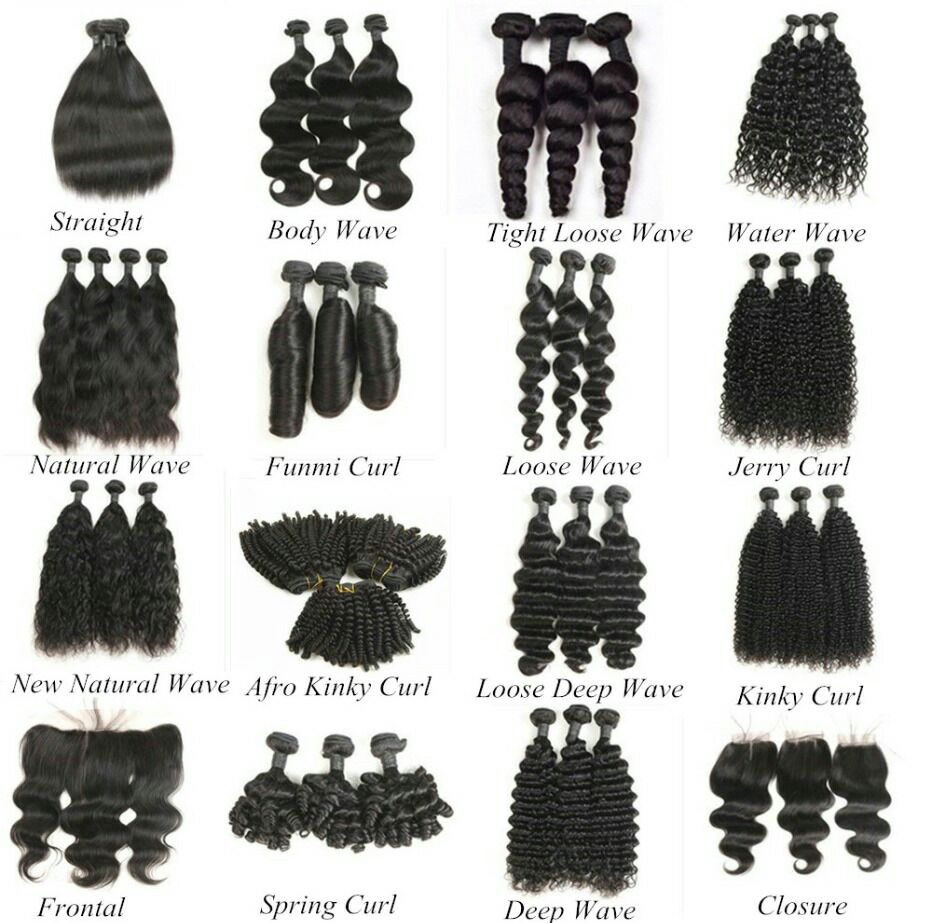 Straight
Body Wave
Tight Loose Wave
Water Wave
Natural Wave
Funmi Curl
Loose Wave
Jerry Curl
New Natural Wave
Afro Kinky Curl
Loose Deep Wave
Kinky Curl
Frontal
Spring Curl
Deep Wave
Closure